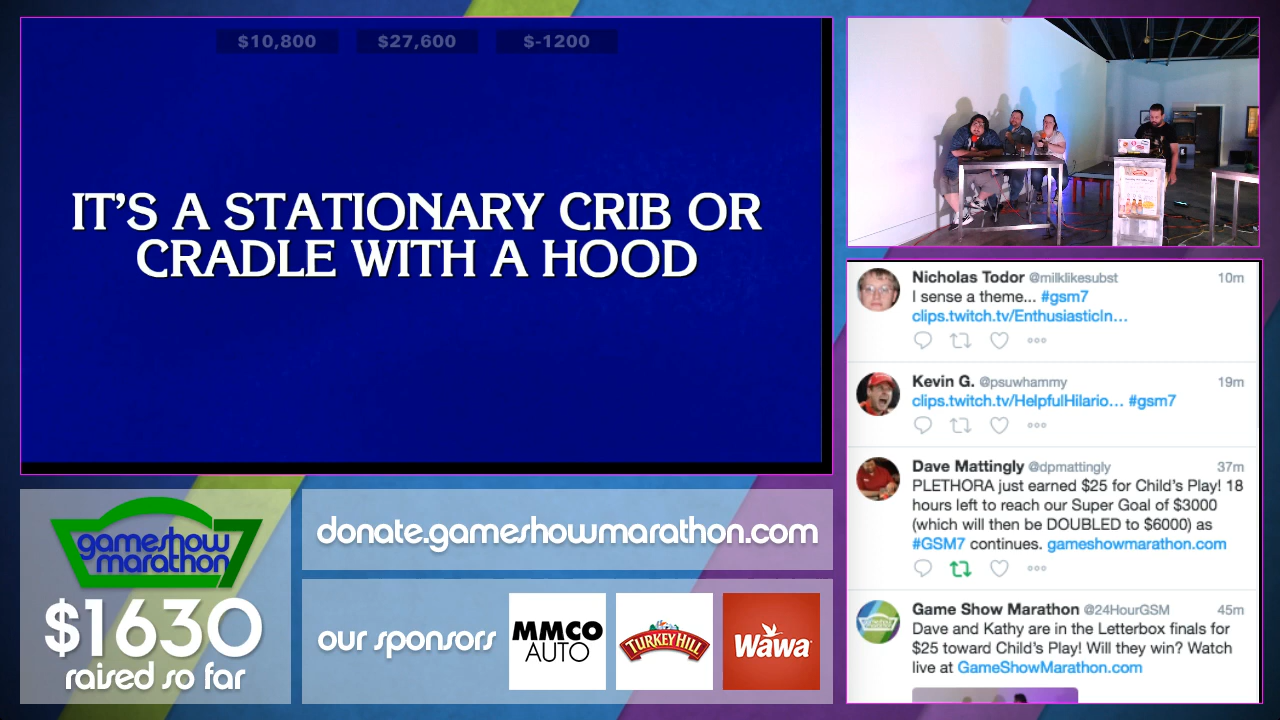 $10,800 $27,600 $-1200
IT'S A STATIONARY CRIB OR
CRADLE WITH A HOOD
gameshow
marathon
$1630
raised so far
donate.gameshowmarathon.com
our sponsors
MMCO
AUTO
TURKEY HILL
Wawa
Nicholas Todor @milklikesubst 10m
I sense a theme... #gsm7
clips.twitch.tv/EnthusiasticIn…
Kevin G. @psuwhammy 19m
clips.twitch.tv/HelpfulHilario… #gsm7
Dave Mattingly @dpmattingly 37m
PLETHORA just earned $25 for Child's Play! 18
hours left to reach our Super Goal of $3000
(which will then be DOUBLED to $6000) as
#GSM7 continues. gameshowmarathon.com
Game Show Marathon @24HourGSM 45m
Dave and Kathy are in the Letterbox finals for
$25 toward Child's Play! Will they win? Watch
live at GameShowMarathon.com